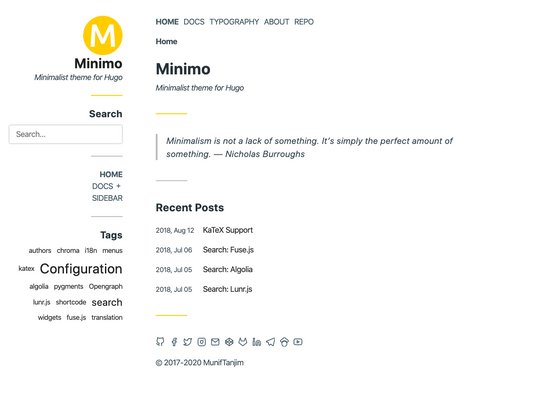 M
Minimo
Minimalist theme for Hugo
Search
Search...
HOME
DOCS +
SIDEBAR
Tags
authors chroma i18n menus
katex Configuration
algolia pygments Opengraph
lunr.js shortcode search
widgets fuse.js translation
HOME DOCS TYPOGRAPHY ABOUT REPO
Home
Minimo
Minimalist theme for Hugo
Minimalism is not a lack of something. It's simply the perfect amount of
something. — Nicholas Burroughs
Recent Posts
2018, Aug 12 KaTeX Support
2018, Jul 06 Search: Fuse.js
2018, Jul 05 Search: Algolia
2018, Jul 05 Search: Lunr.js
© 2017-2020 MunifTanjim